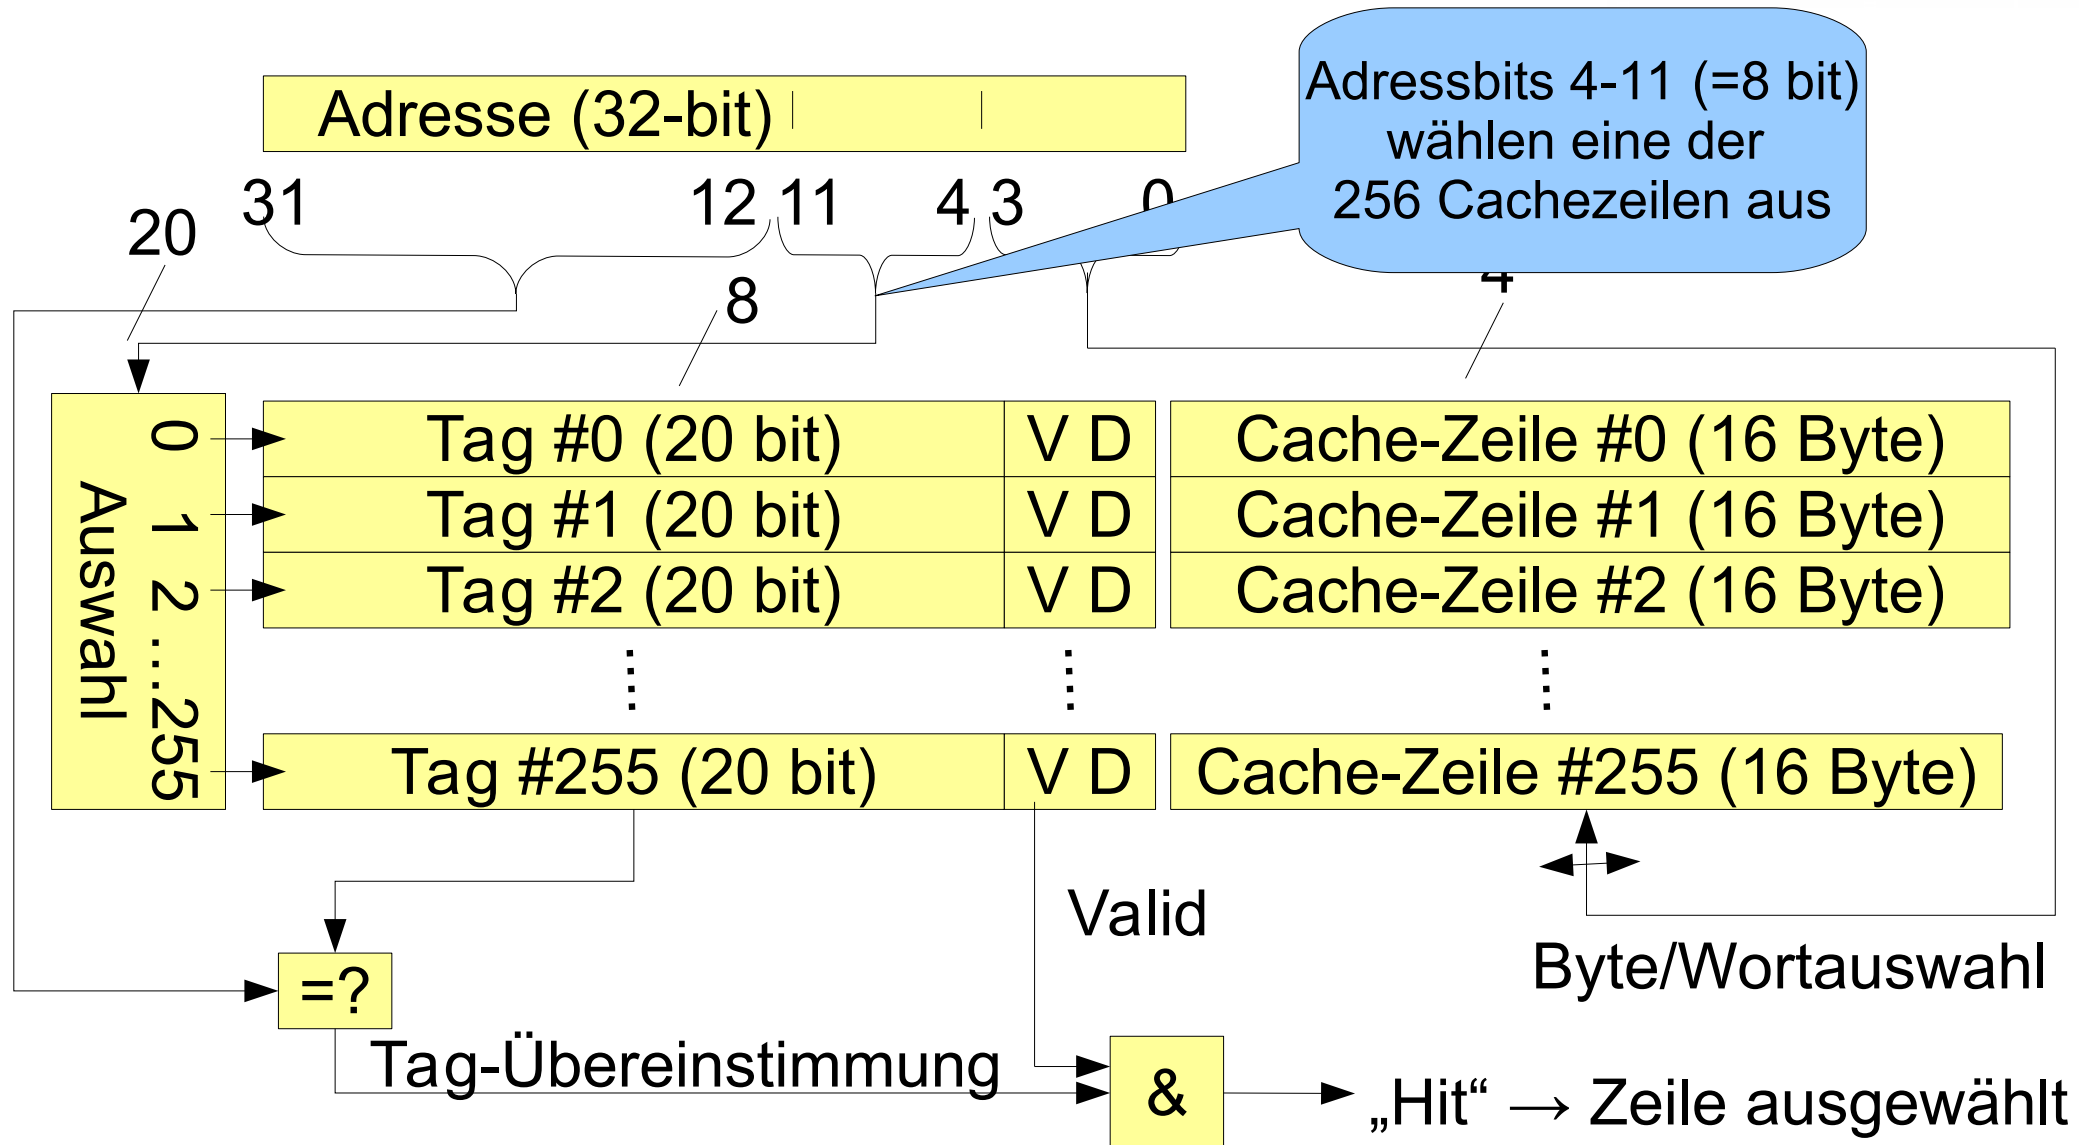 Adresse (32-bit)
Adressbits 4-11 (=8 bit)
wählen eine der
256 Cachezeilen aus
31 12 11 4 3 0
20
8
4
Auswahl
0 1 2 ...255
Tag #0 (20 bit) V D Cache-Zeile #0 (16 Byte)
Tag #1 (20 bit) V D Cache-Zeile #1 (16 Byte)
Tag #2 (20 bit) V D Cache-Zeile #2 (16 Byte)
Tag #255 (20 bit) V D Cache-Zeile #255 (16 Byte)
Valid
Byte/Wortauswahl
=?
Tag-Übereinstimmung
&
„Hit“ → Zeile ausgewählt